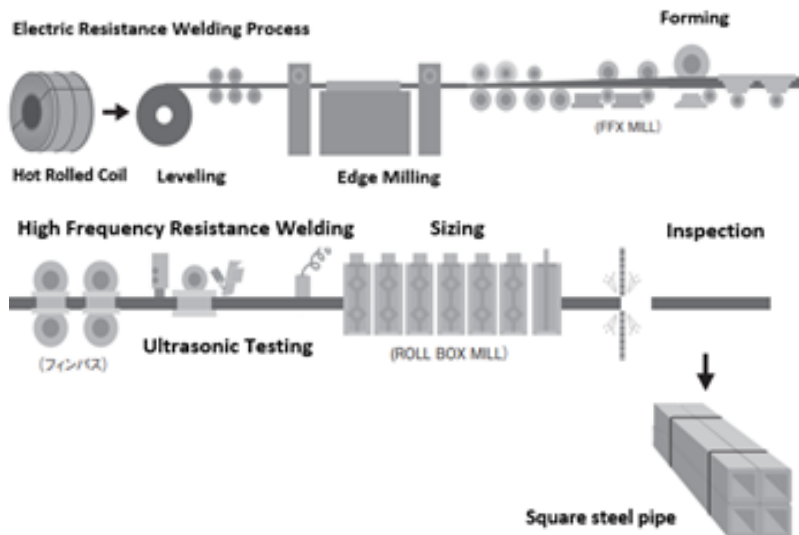 Electric Resistance Welding Process
Forming
Hot Rolled Coil
Leveling
Edge Milling
(FFX MILL)
High Frequency Resistance Welding
Sizing
Inspection
Ultrasonic Testing
(フィンパス)
(ROLL BOX MILL)
Square steel pipe